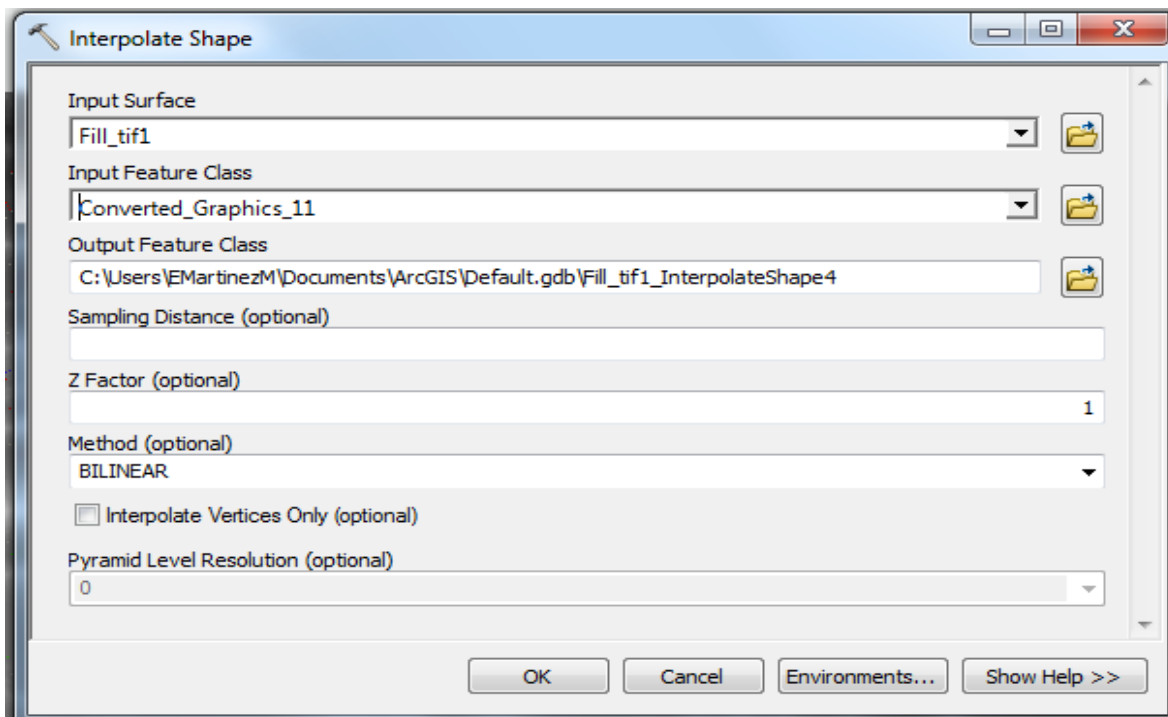 Interpolate Shape
Input Surface
Fill_tif1
Input Feature Class
Converted_Graphics_11
Output Feature Class
C:\Users\EMartinezM\Documents\ArcGIS\Default.gdb\Fill_tif1_InterpolateShape4
Sampling Distance (optional)
Z Factor (optional)
1
Method (optional)
BILINEAR
Interpolate Vertices Only (optional)
Pyramid Level Resolution (optional)
0
OK Cancel Environments... Show Help >>